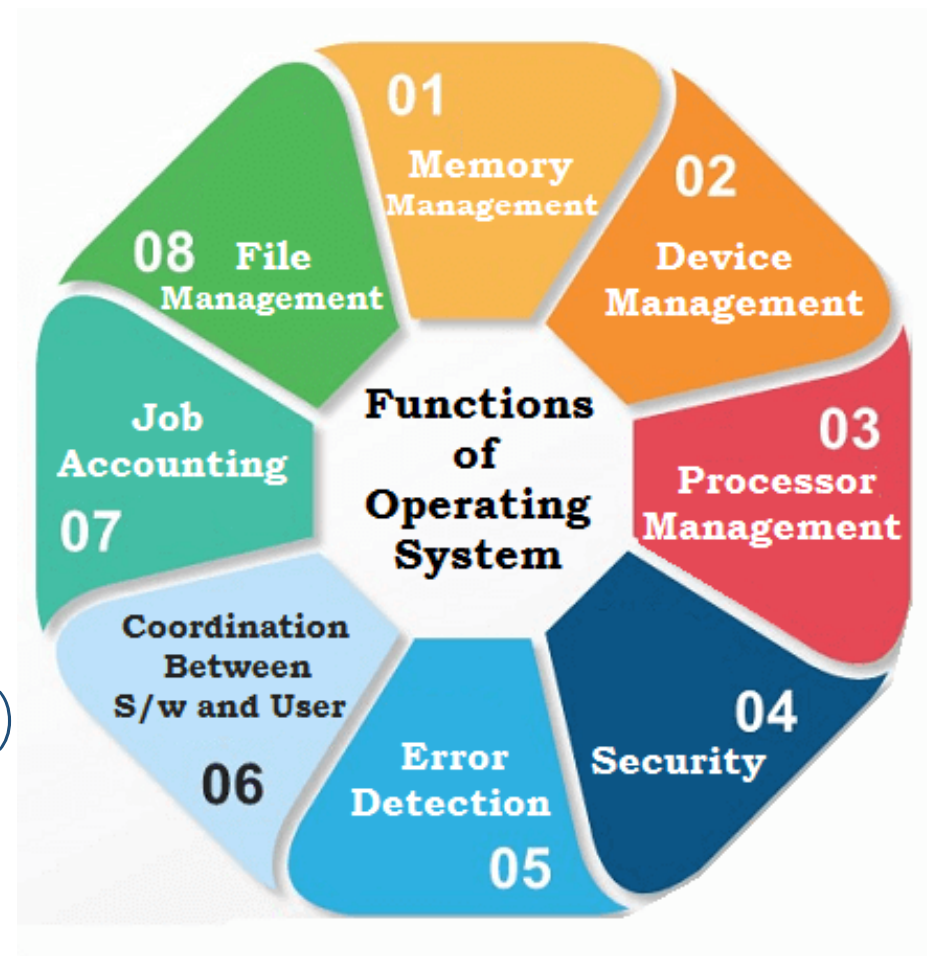 01
Memory
Management
02
Device
Management
03
Processor
Management
04
Security
Error
Detection
05
Coordination
Between
S/w and User
06
Job
Accounting
07
08 File
Management
Functions
of
Operating
System